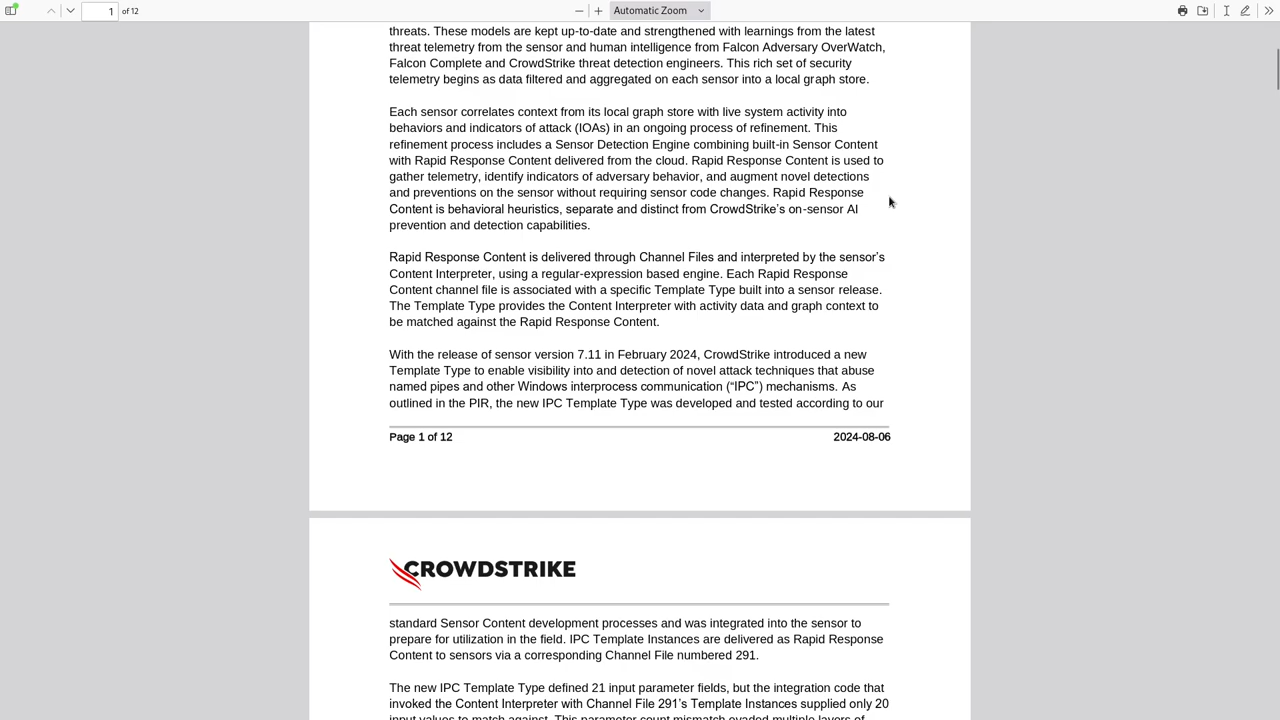 1 of 12 Automatic Zoom
threats. These models are kept up-to-date and strengthened with learnings from the latest
threat telemetry from the sensor and human intelligence from Falcon Adversary OverWatch,
Falcon Complete and CrowdStrike threat detection engineers. This rich set of security
telemetry begins as data filtered and aggregated on each sensor into a local graph store.
Each sensor correlates context from its local graph store with live system activity into
behaviors and indicators of attack (IOAs) in an ongoing process of refinement. This
refinement process includes a Sensor Detection Engine combining built-in Sensor Content
with Rapid Response Content delivered from the cloud. Rapid Response Content is used to
gather telemetry, identify indicators of adversary behavior, and augment novel detections
and preventions on the sensor without requiring sensor code changes. Rapid Response
Content is behavioral heuristics, separate and distinct from CrowdStrike’s on-sensor AI
prevention and detection capabilities.
Rapid Response Content is delivered through Channel Files and interpreted by the sensor’s
Content Interpreter, using a regular-expression based engine. Each Rapid Response
Content channel file is associated with a specific Template Type built into a sensor release.
The Template Type provides the Content Interpreter with activity data and graph context to
be matched against the Rapid Response Content.
With the release of sensor version 7.11 in February 2024, CrowdStrike introduced a new
Template Type to enable visibility into and detection of novel attack techniques that abuse
named pipes and other Windows interprocess communication (“IPC”) mechanisms. As
outlined in the PIR, the new IPC Template Type was developed and tested according to our
Page 1 of 12 2024-08-06
CROWDSTRIKE
standard Sensor Content development processes and was integrated into the sensor to
prepare for utilization in the field. IPC Template Instances are delivered as Rapid Response
Content to sensors via a corresponding Channel File numbered 291.
The new IPC Template Type defined 21 input parameter fields, but the integration code that
invoked the Content Interpreter with Channel File 291’s Template Instances supplied only 20
input values to match against. This parameter count mismatch evaded multiple layers of